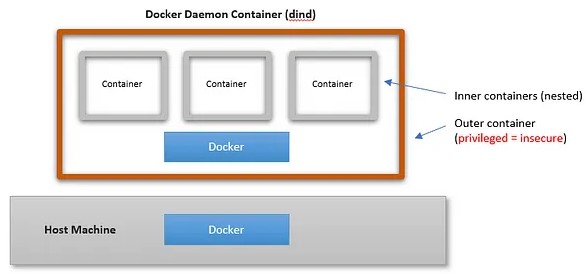 Docker Daemon Container (dind)
Container
Container
Container
Inner containers (nested)
Outer container
(privileged = insecure)
Docker
Host Machine
Docker